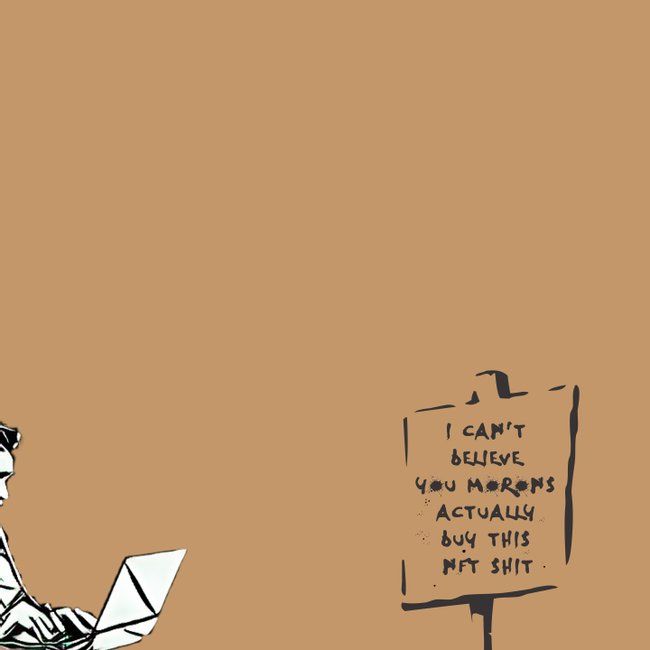 I CAN'T
BELIEVE
YOU MORONS
ACTUALLY
BUY THIS
NFT SHIT